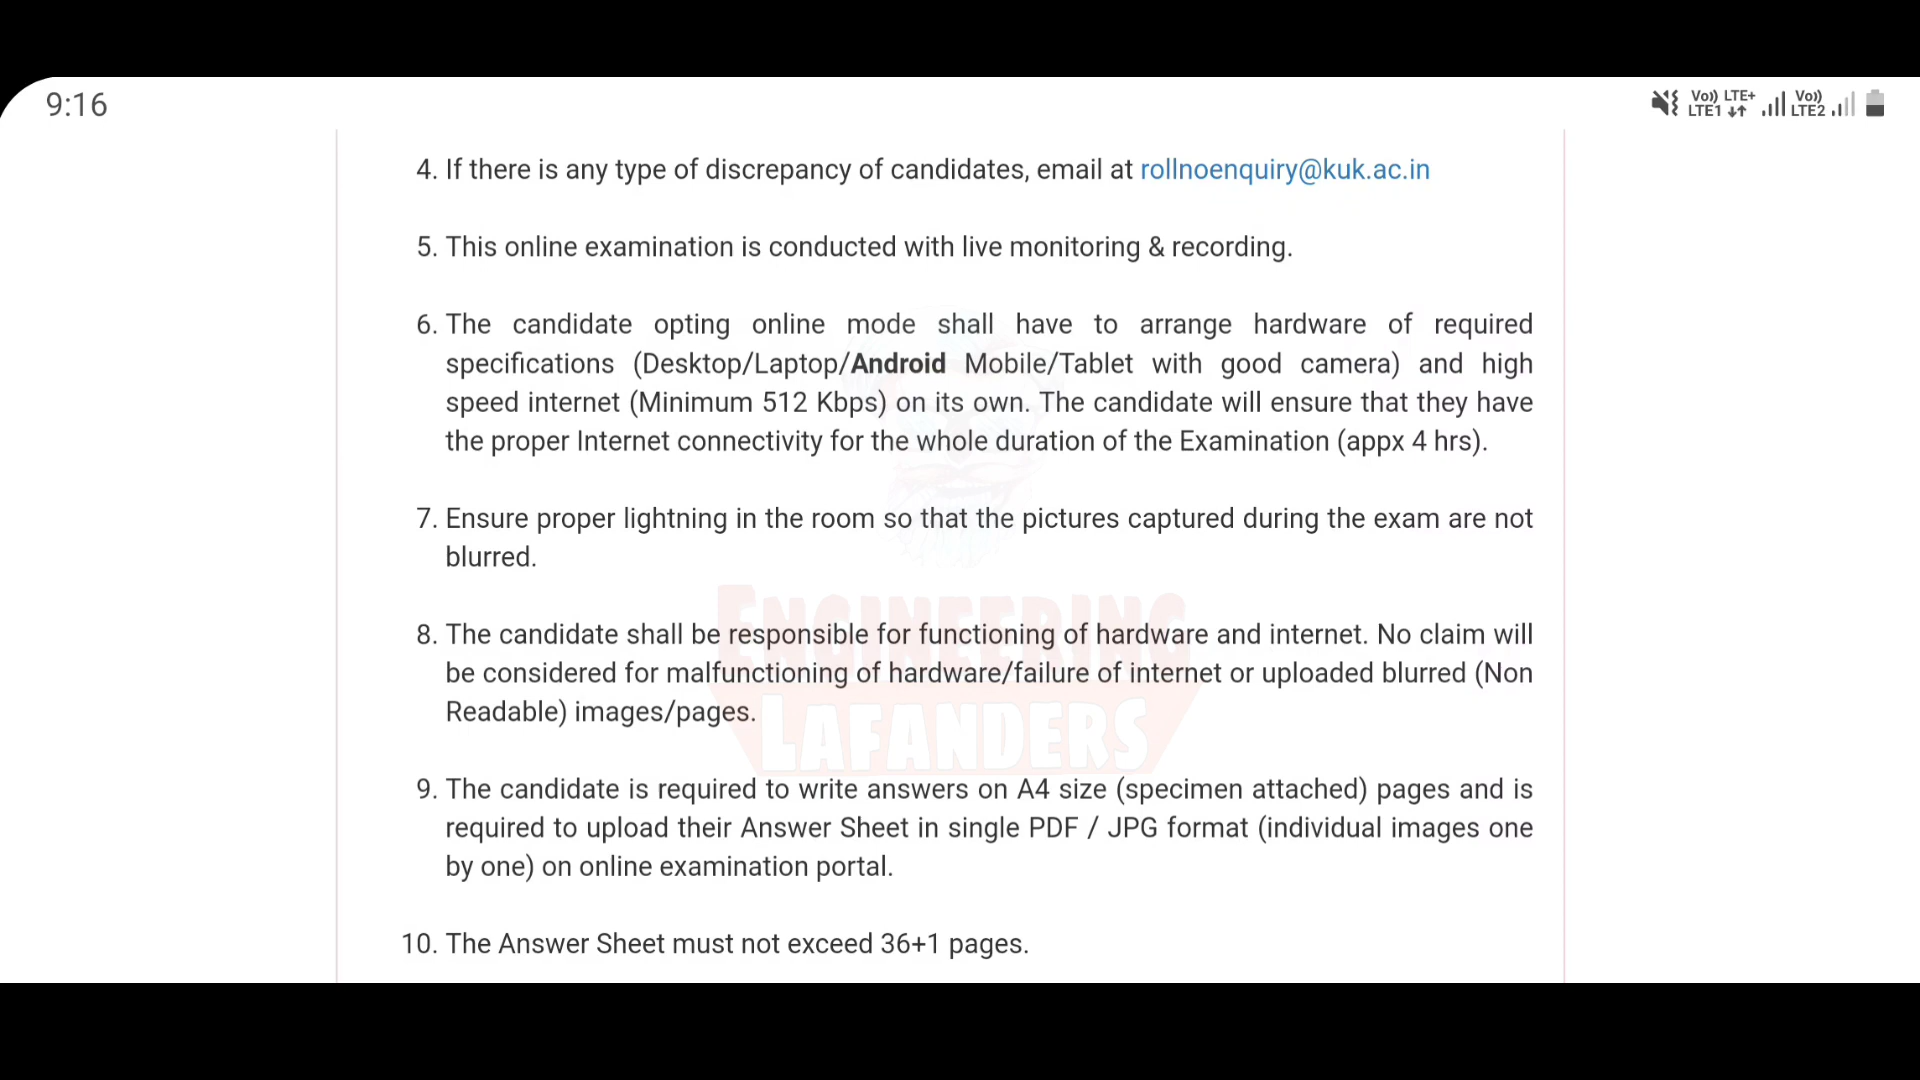 9:16
Vo)) LTE+ Vo))
LTE1 LTE2
4. If there is any type of discrepancy of candidates, email at rollnoenquiry@kuk.ac.in
5. This online examination is conducted with live monitoring & recording.
6. The candidate opting online mode shall have to arrange hardware of required
specifications (Desktop/Laptop/Android Mobile/Tablet with good camera) and high
speed internet (Minimum 512 Kbps) on its own. The candidate will ensure that they have
the proper Internet connectivity for the whole duration of the Examination (appx 4 hrs).
7. Ensure proper lightning in the room so that the pictures captured during the exam are not
blurred.
ENGINEERING
8. The candidate shall be responsible for functioning of hardware and internet. No claim will
be considered for malfunctioning of hardware/failure of internet or uploaded blurred (Non
Readable) images/pages.
LAFANDERS
9. The candidate is required to write answers on A4 size (specimen attached) pages and is
required to upload their Answer Sheet in single PDF / JPG format (individual images one
by one) on online examination portal.
10. The Answer Sheet must not exceed 36+1 pages.